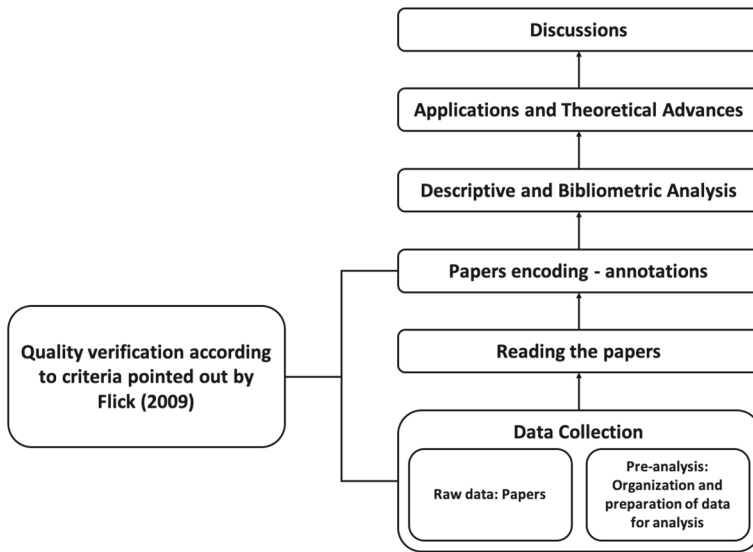 Discussions
Applications and Theoretical Advances
Descriptive and Bibliometric Analysis
Papers encoding - annotations
Quality verification according
to criteria pointed out by
Flick (2009)
Reading the papers
Data Collection
Raw data: Papers
Pre-analysis:
Organization and
preparation of data
for analysis